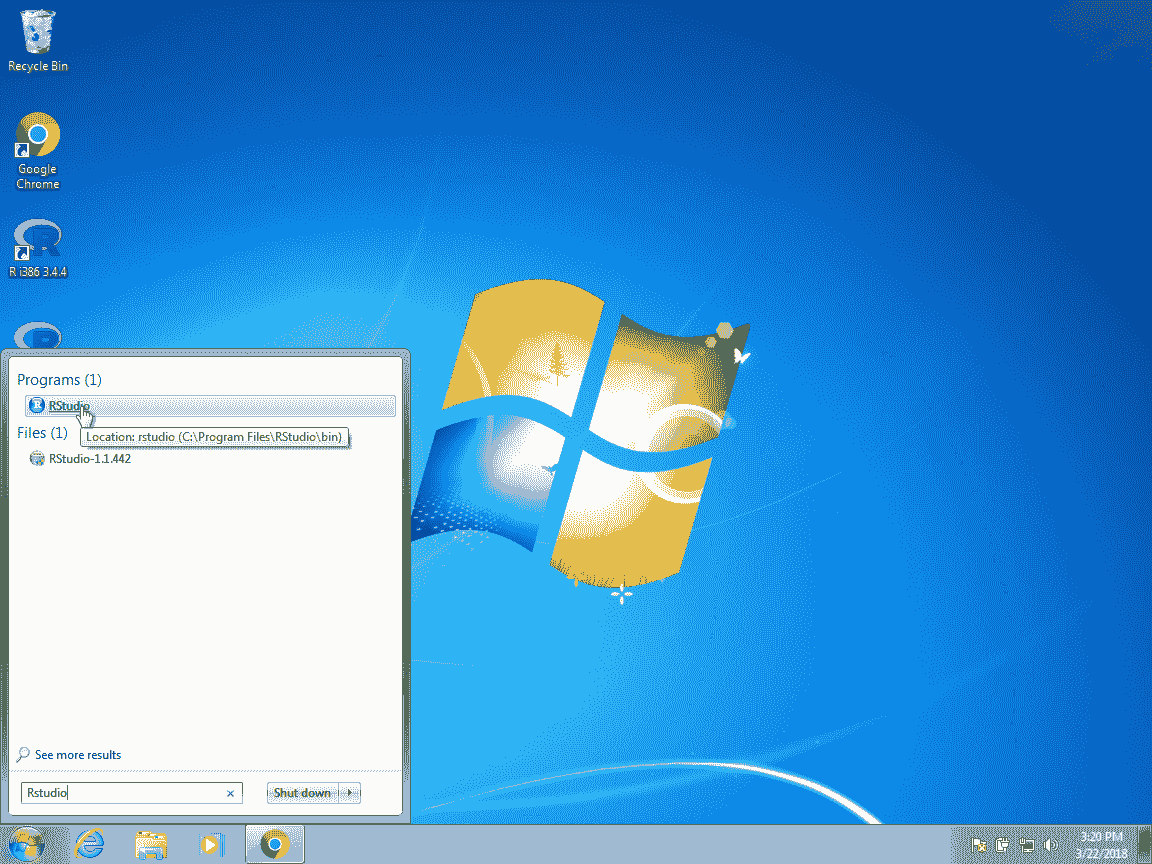 Recycle Bin
Google
Chrome
R i386 3.4.4
Programs (1)
RStudio
Files (1)
Location: rstudio (C:\Program Files\RStudio\bin)
RStudio-1.1.442
See more results
Rstudio
Shut down
3:20 PM
3/22/2018